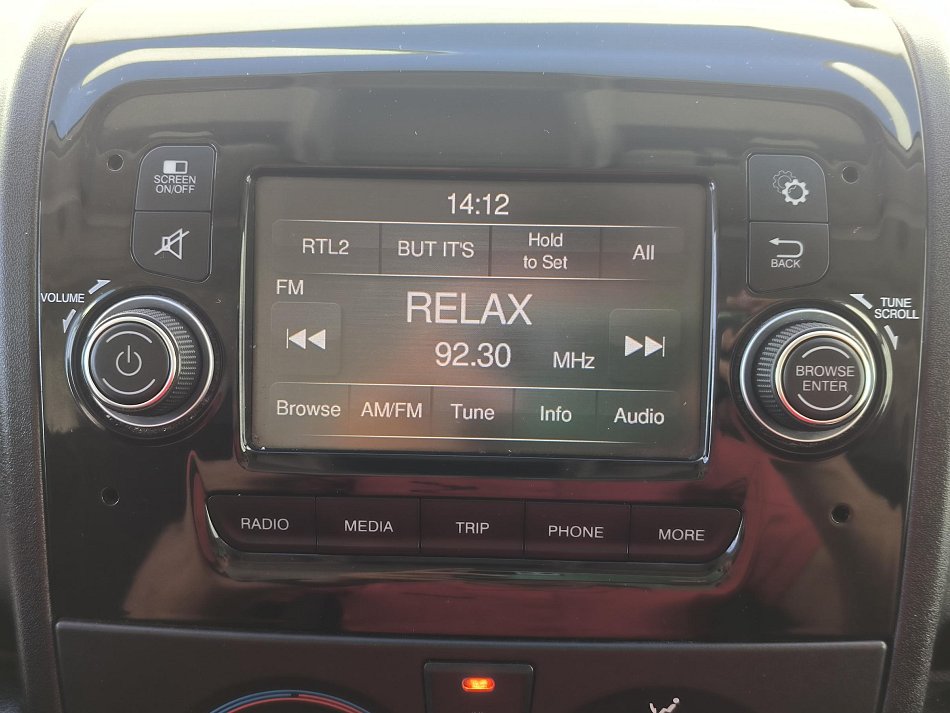 SCREEN
ON/OFF
14:12
RTL2
BUT IT'S
Hold
to Set
All
BACK
VOLUME
FM
RELAX
92.30
MHz
TUNE
SCROLL
BROWSE
ENTER
Browse
AM/FM
Tune
Info
Audio
RADIO
MEDIA
TRIP
PHONE
MORE